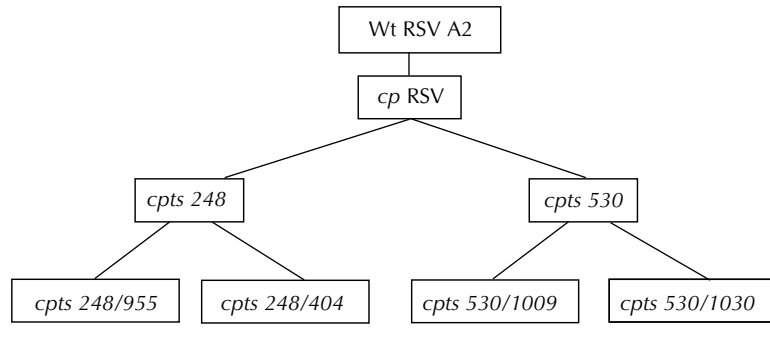 Wt RSV A2
cp RSV
cpts 248
cpts 530
cpts 248/955
cpts 248/404
cpts 530/1009
cpts 530/1030